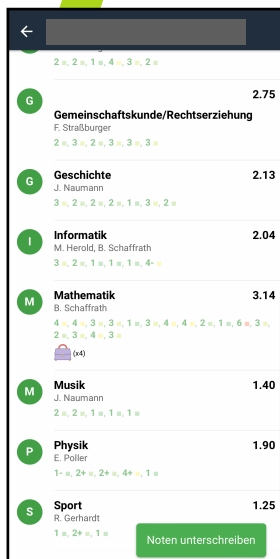 2, 2, 1, 4, 3, 2
2.75
G
Gemeinschaftskunde/Rechtserziehung
F. Straßburger
2, 3, 2, 3, 3, 3
G
Geschichte
2.13
J. Naumann
3, 2, 2, 2, 1, 3, 2
I
Informatik
2.04
M. Herold, B. Schaffrath
3, 2, 1, 1, 1, 4-
M
Mathematik
3.14
B. Schaffrath
4, 4, 3, 3, 1, 3, 4, 4, 2, 1, 6, 3,
2, 3, 4, 3
(x4)
M
Musik
1.40
J. Naumann
2, 2, 1, 1, 1
P
Physik
1.90
E. Poller
1-, 2+, 2+, 4+, 1
S
Sport
1.25
R. Gerhardt
1, 2+, 1
Noten unterschreiben